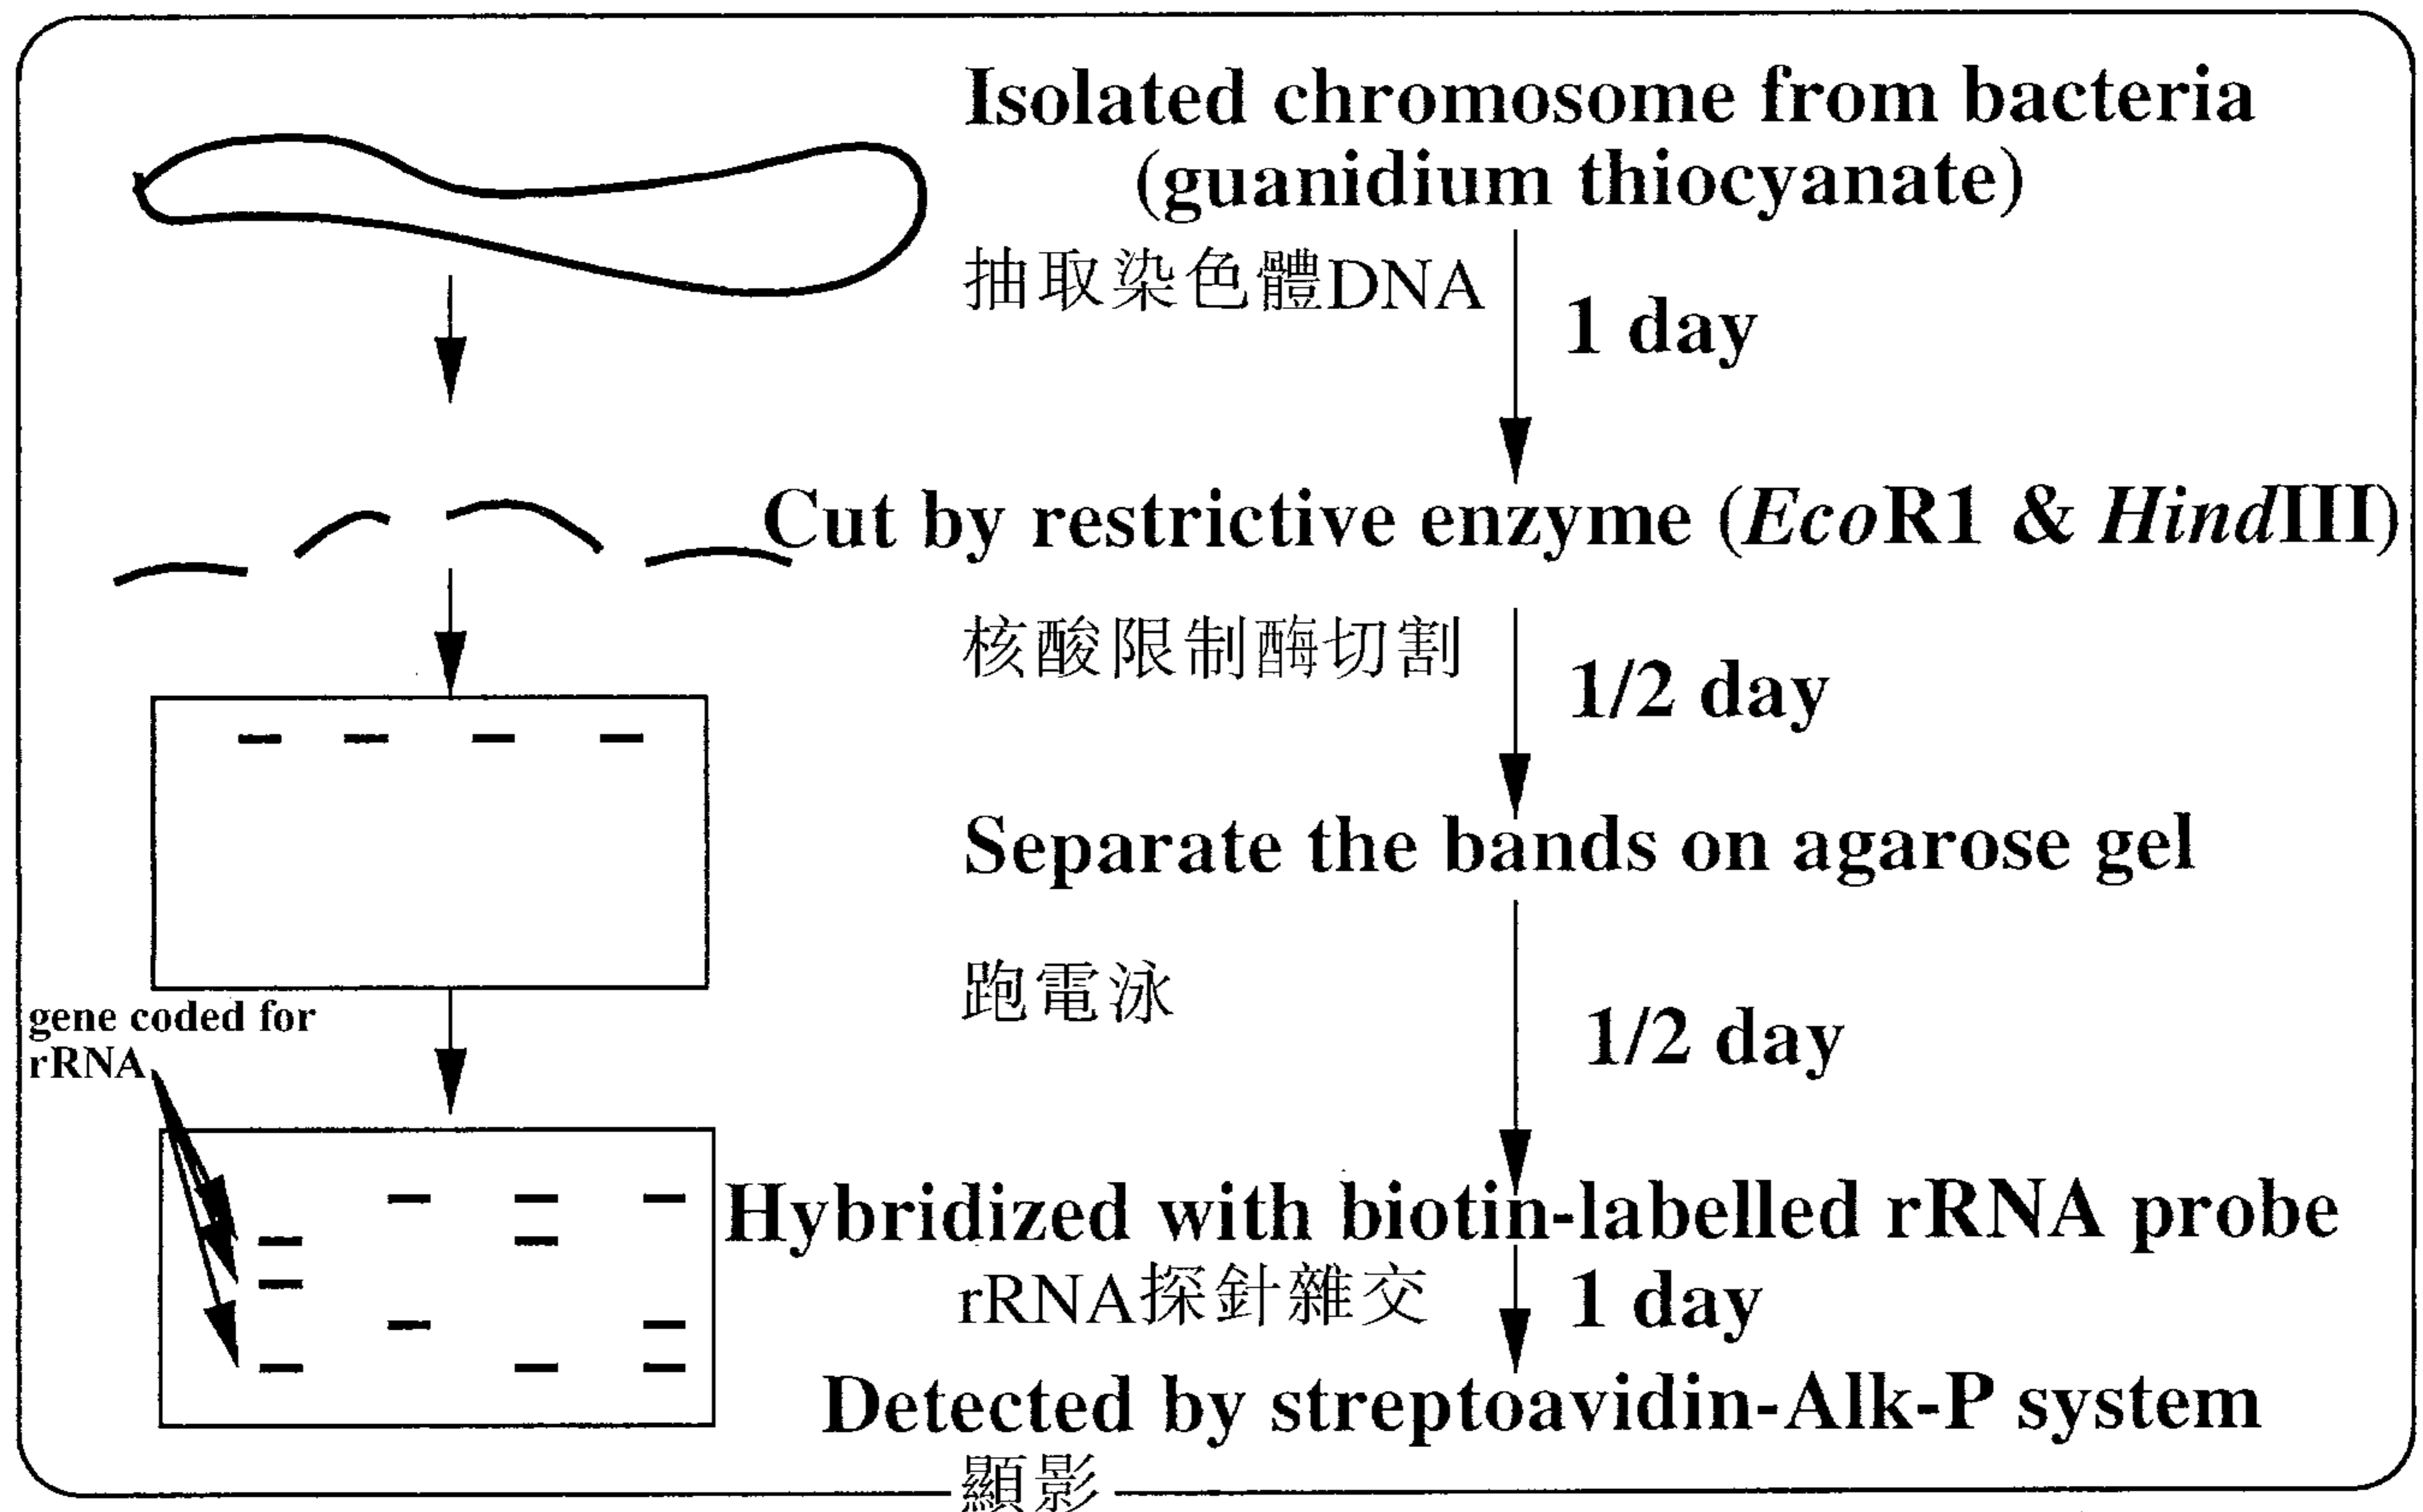 Isolated chromosome from bacteria
(guanidium thiocyanate)
抽取染色體DNA
1 day
Cut by restrictive enzyme (EcoR1 & HindIII)
核酸限制酶切割
1/2 day
Separate the bands on agarose gel
跑電泳
gene coded for
rRNA
1/2 day
Hybridized with biotin-labelled rRNA probe
rRNA探針雜交
1 day
Detected by streptoavidin-Alk-P system
顯影